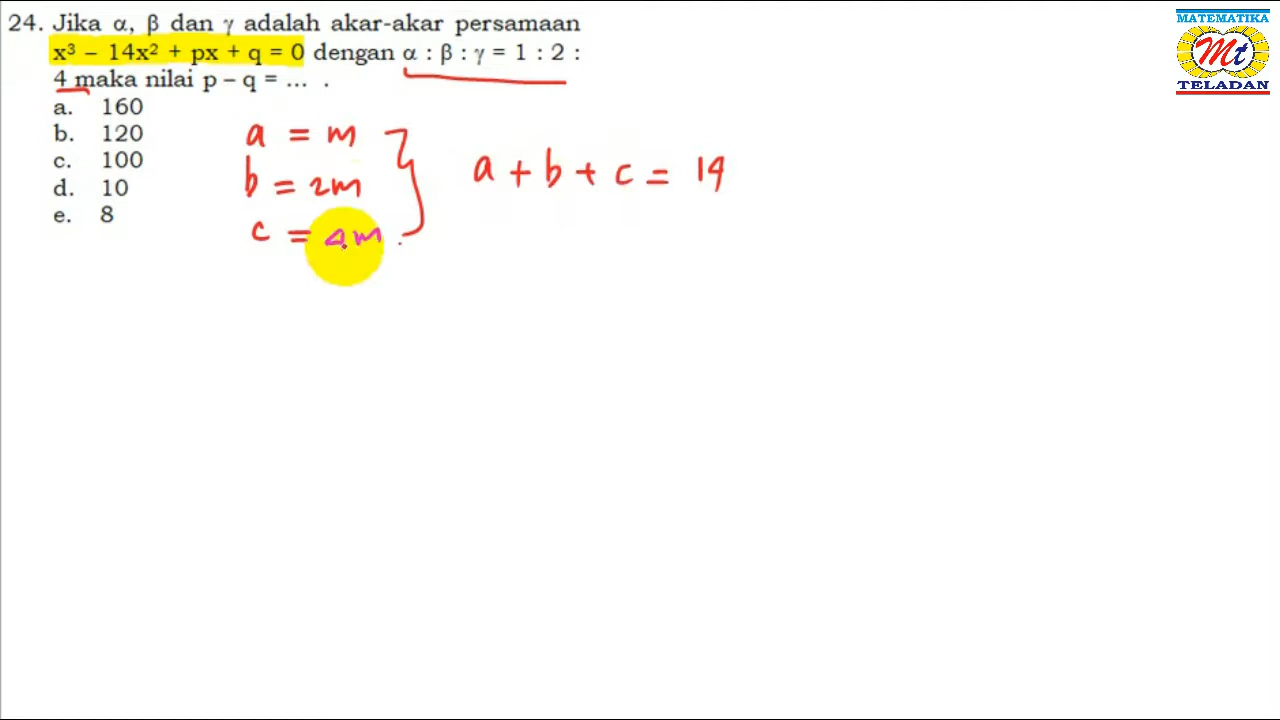 24. Jika α, β dan γ adalah akar-akar persamaan
x³ – 14x² + px + q = 0 dengan α : β : γ = 1 : 2 :
4 maka nilai p – q = ... .
a. 160
b. 120
c. 100
d. 10
e. 8
a = m
b = 2m
c = 4m
a + b + c = 14
MATEMATIKA
Mt
TELADAN